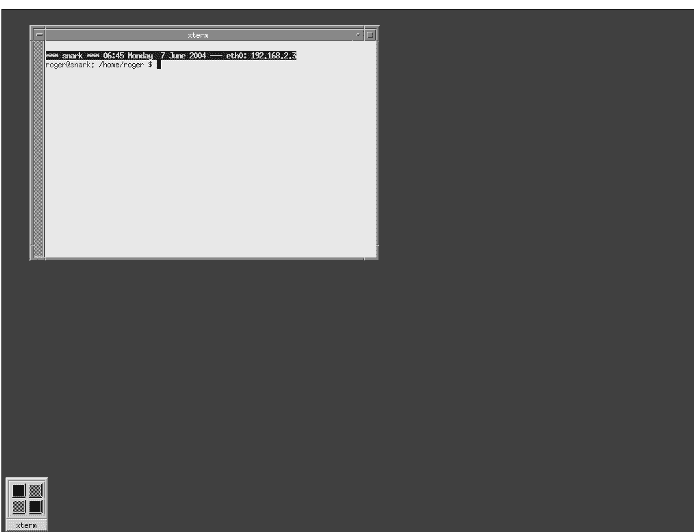 xterm
*** snark *** 06:45 Monday  7 June 2004 --- eth0: 192.168.2.3
roger@snark: /home/roger $
xterm